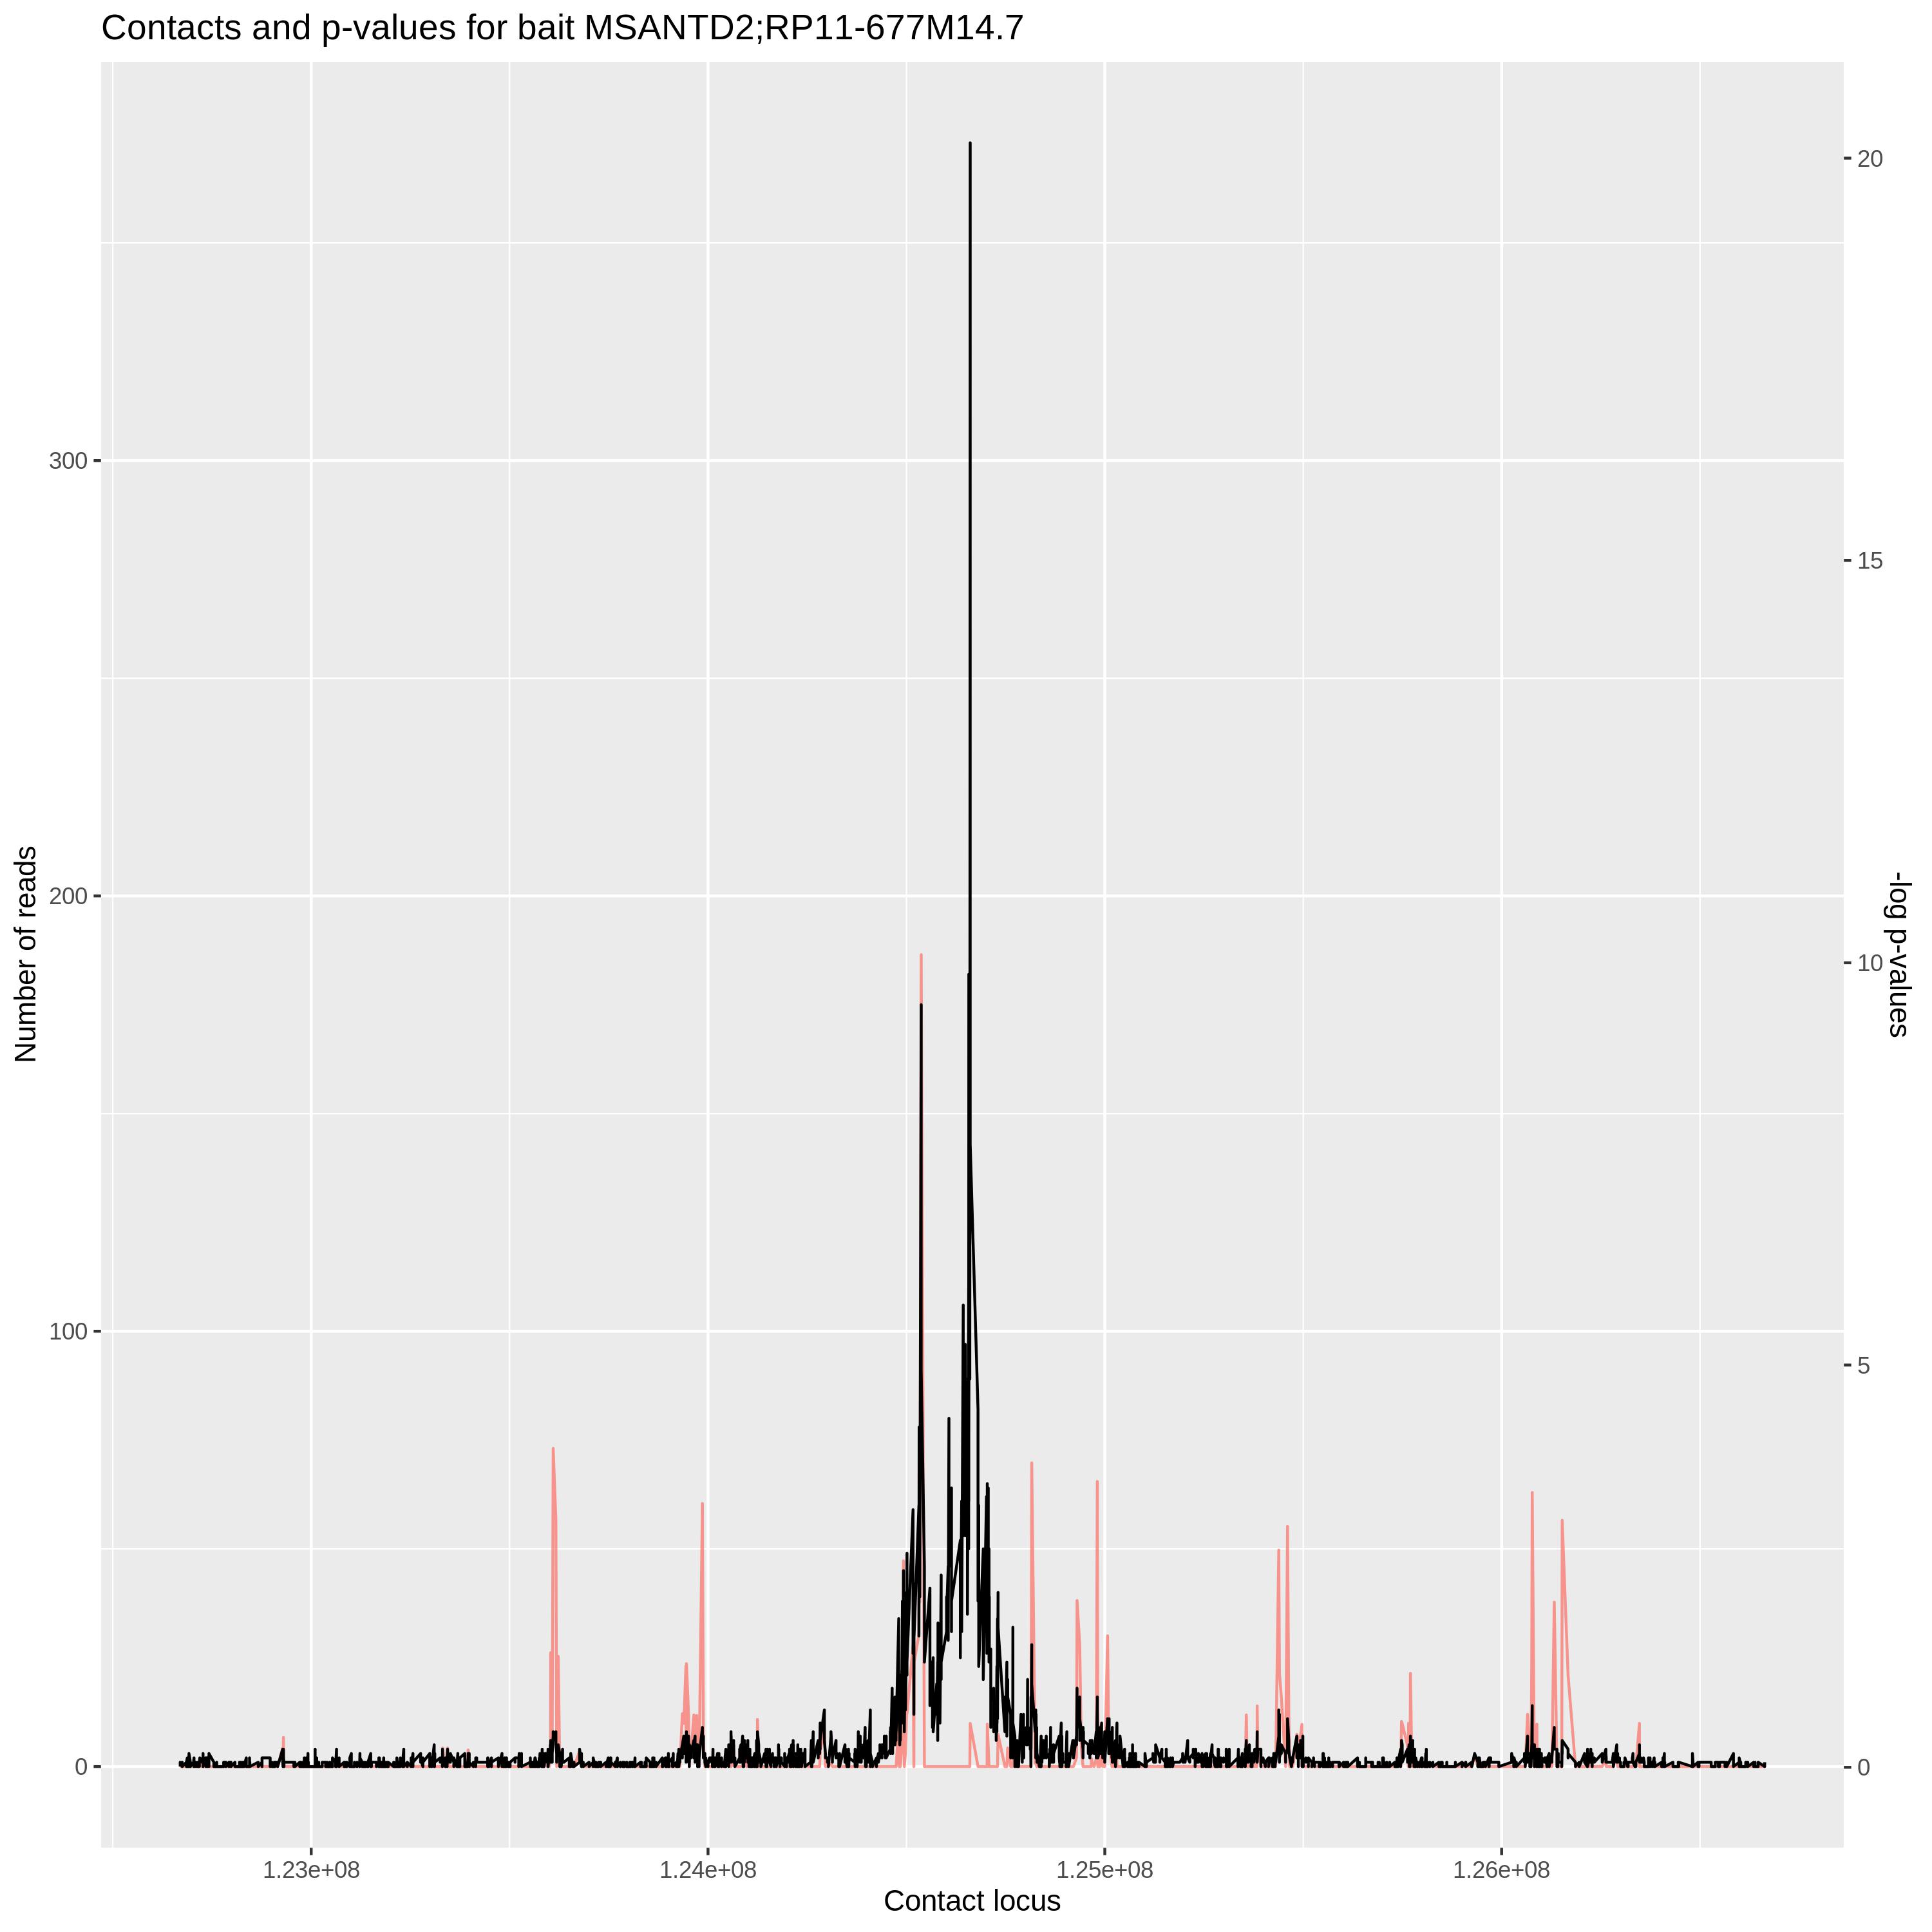 Contacts and p-values for bait MSANTD2;RP11-677M14.7
Number of reads
300
200
100
0
20
15
10
5
0
-log p-values
1.23e+08
1.24e+08
1.25e+08
1.26e+08
Contact locus